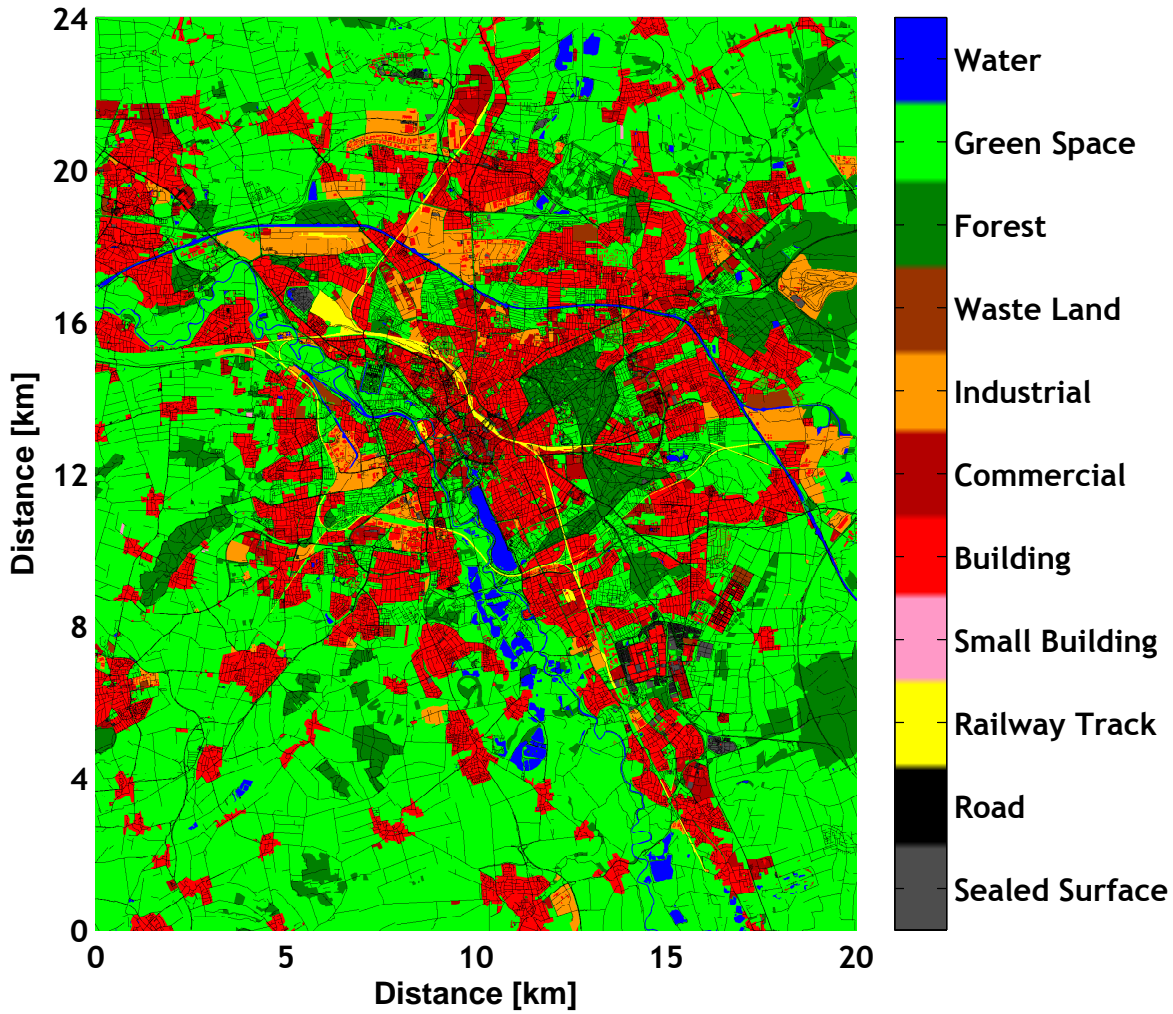 24
20
16
12
8
4
0
Distance [km]
0 5 10 15 20
Distance [km]
Water
Green Space
Forest
Waste Land
Industrial
Commercial
Building
Small Building
Railway Track
Road
Sealed Surface